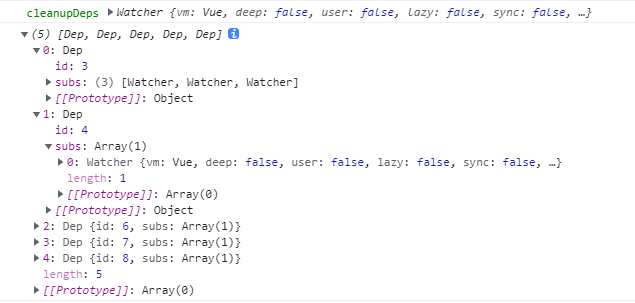 cleanupDeps ▶Watcher {vm: Vue, deep: false, user: false, lazy: false, sync: false, …}
▼(5) [Dep, Dep, Dep, Dep, Dep] i
▼0: Dep
id: 3
▶subs: (3) [Watcher, Watcher, Watcher]
▶[[Prototype]]: Object
▼1: Dep
id: 4
▼subs: Array(1)
▶0: Watcher {vm: Vue, deep: false, user: false, lazy: false, sync: false, …}
length: 1
▶[[Prototype]]: Array(0)
▶[[Prototype]]: Object
▶2: Dep {id: 6, subs: Array(1)}
▶3: Dep {id: 7, subs: Array(1)}
▶4: Dep {id: 8, subs: Array(1)}
length: 5
▶[[Prototype]]: Array(0)